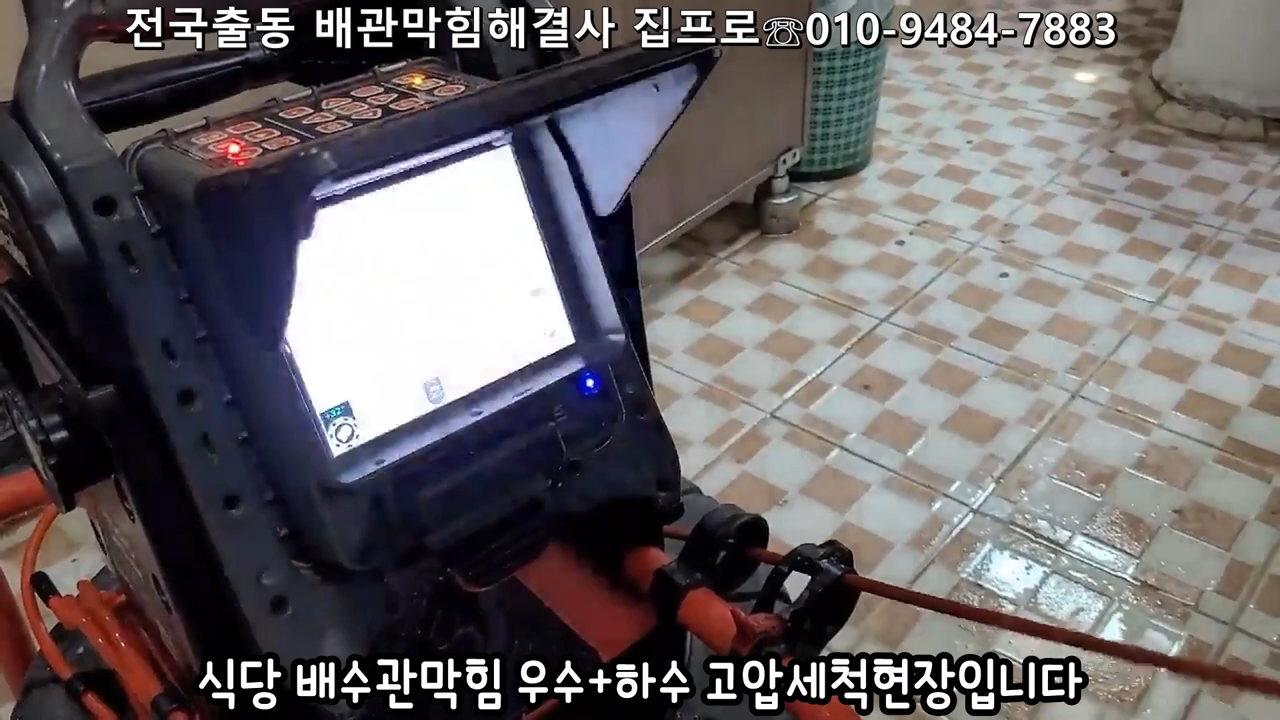 전국출동 배관막힘해결사 집프로☏010-9484-7883
식당 배수관막힘 우수+하수 고압세척현장입니다